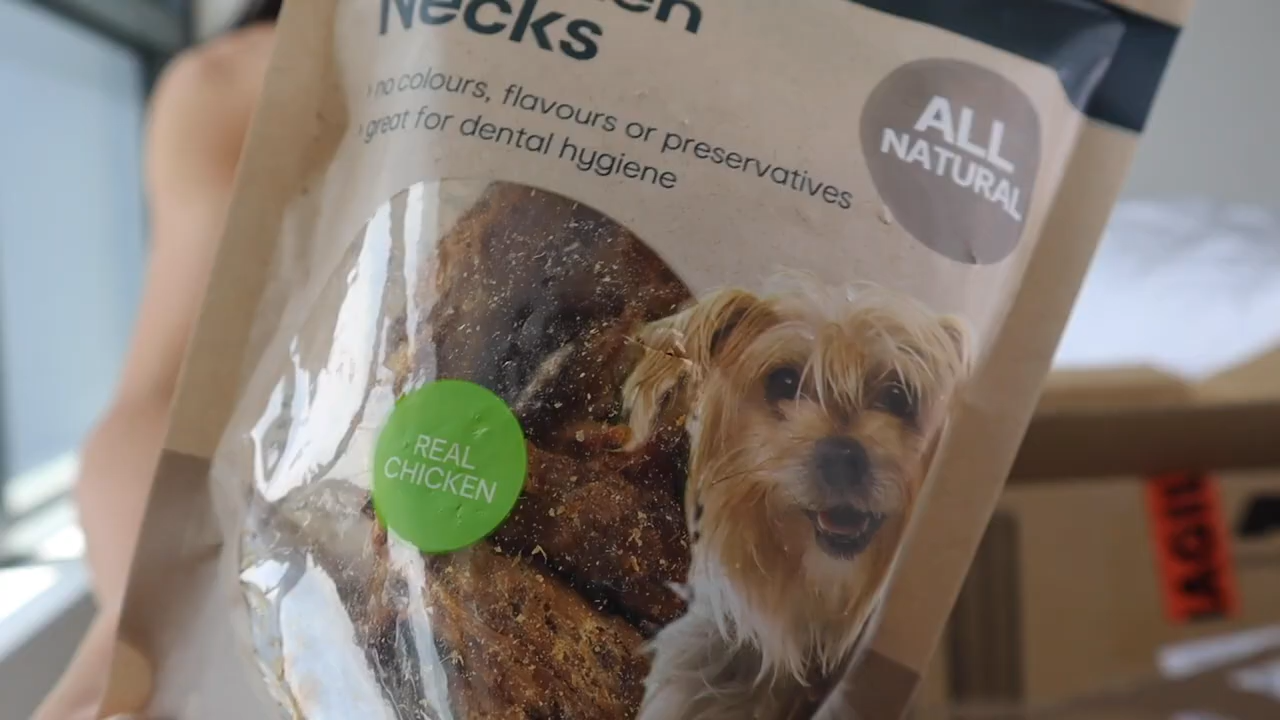 Necks
› no colours, flavours or preservatives
› great for dental hygiene
ALL
NATURAL
REAL
CHICKEN